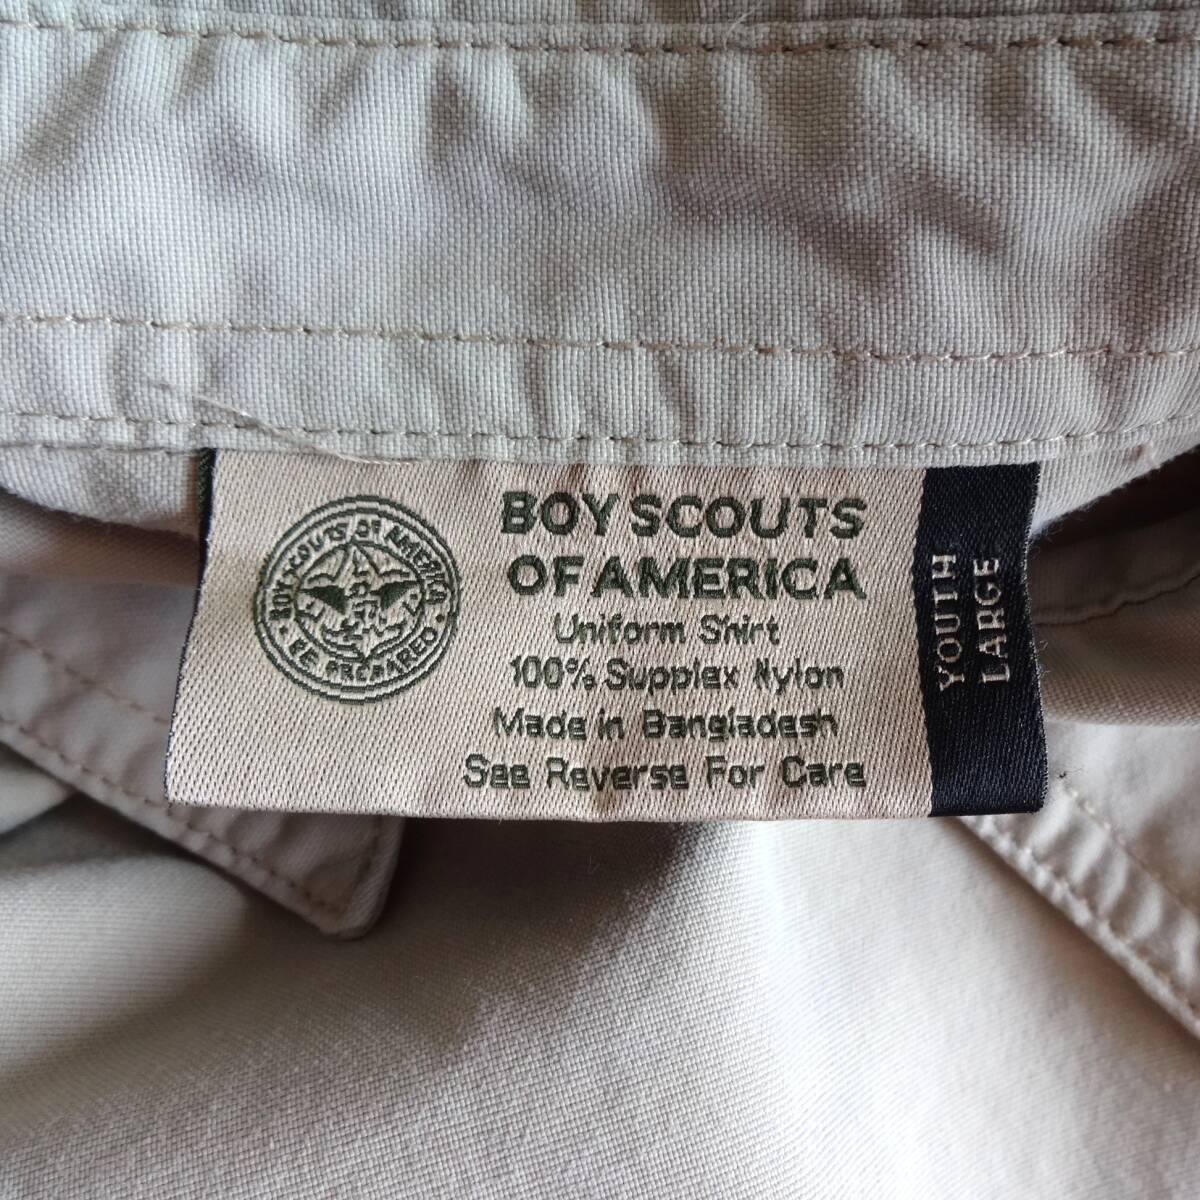 BOY SCOUTS OF AMERICA
BE PREPARED
BOY SCOUTS
OF AMERICA
Uniform Shirt
100% Supplex Nylon
Made in Bangladesh
See Reverse For Care
YOUTH
LARGE